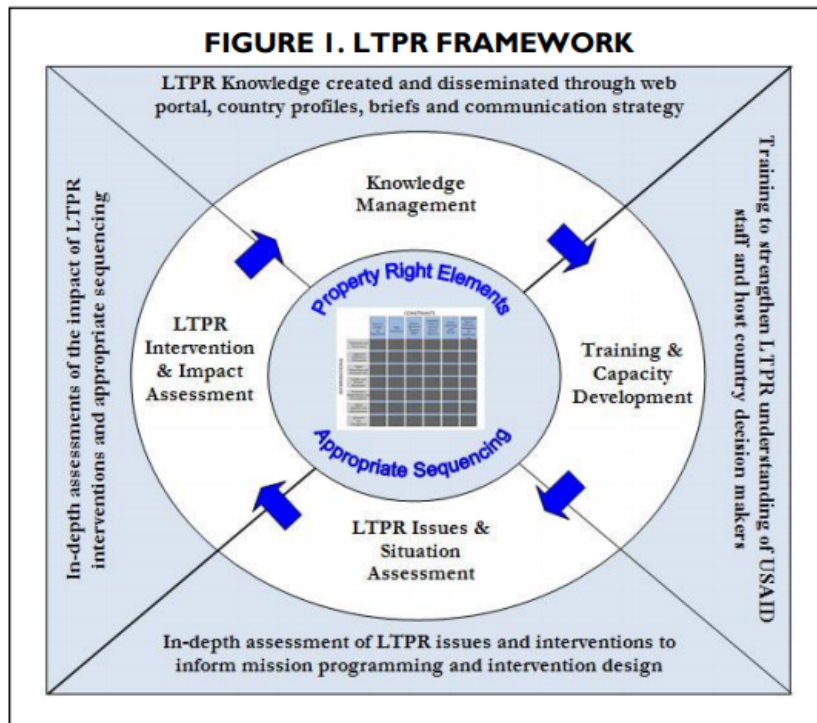 FIGURE 1. LTPR FRAMEWORK
LTPR Knowledge created and disseminated through web
portal, country profiles, briefs and communication strategy
Knowledge
Management
In-depth assessments of the impact of LTPR
interventions and appropriate sequencing
LTPR
Intervention
& Impact
Assessment
Property Right Elements
CONSTRAINTS
INTERVENTIONS
Appropriate Sequencing
Training &
Capacity
Development
Training to strengthen LTPR understanding of USAID
staff and host country decision makers
LTPR Issues &
Situation
Assessment
In-depth assessment of LTPR issues and interventions to
inform mission programming and intervention design